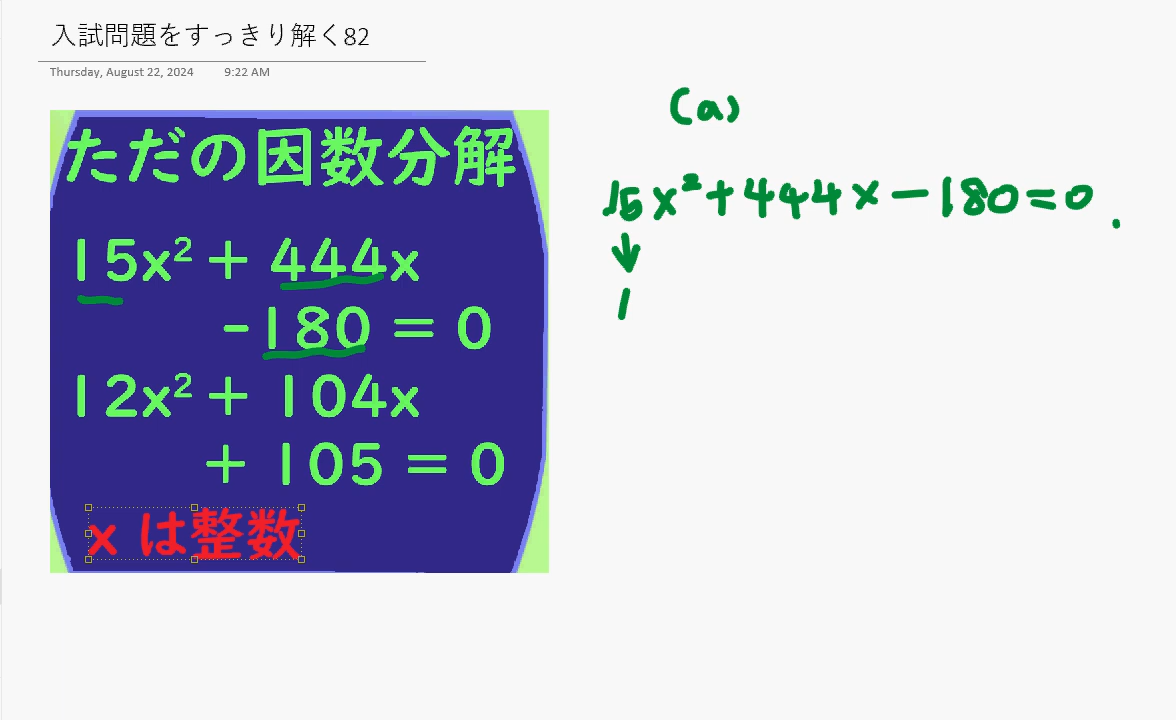 入試問題をすっきり解く82
Thursday, August 22, 2024 9:22 AM
ただの因数分解
15x² + 444x
-180 = 0
12x² + 104x
+ 105 = 0
x は整数
(a)
15x² + 444x - 180 = 0.
↓
1